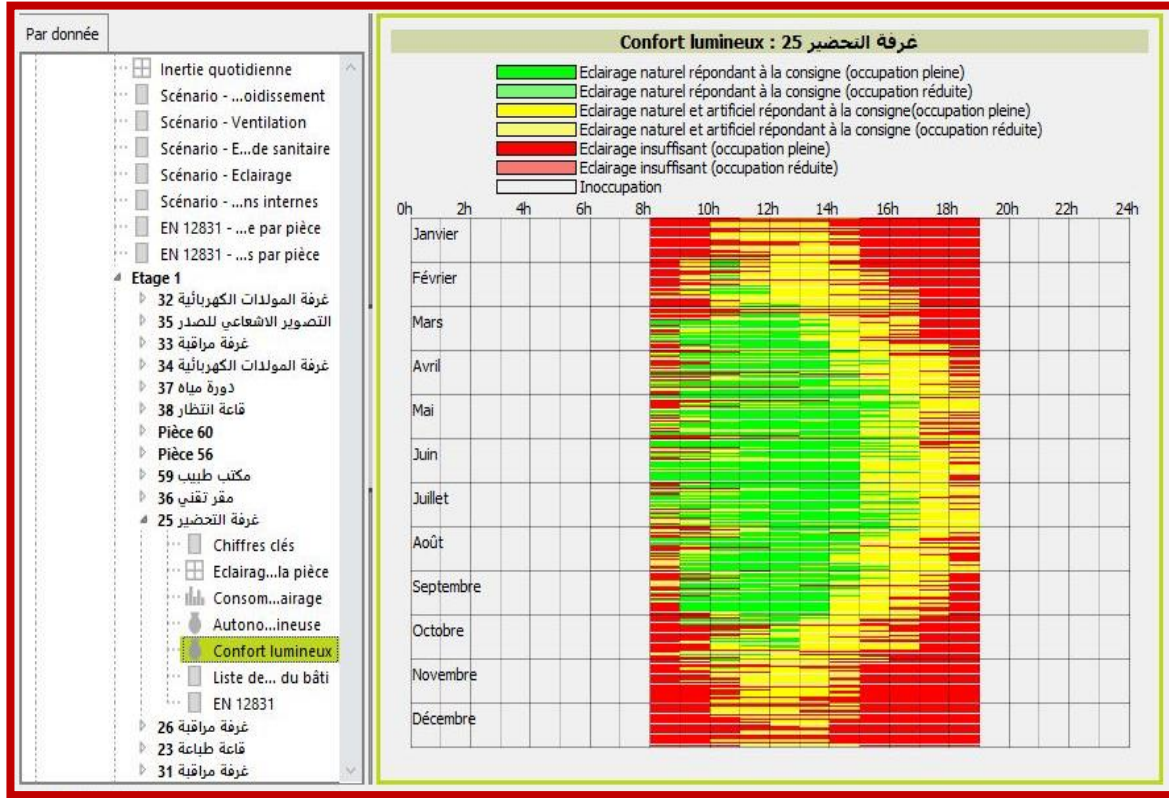 Par donnée
Inertie quotidienne
Scénario - ...oidissement
Scénario - Ventilation
Scénario - E...de sanitaire
Scénario - Eclairage
Scénario - ...ns internes
EN 12831 - ...e par pièce
EN 12831 - ...s par pièce
Etage 1
غرفة المولدات الكهربائية 32
التصوير الاشعاعي للصدر 35
غرفة مراقبة 33
غرفة المولدات الكهربائية 34
دورة مياه 37
قاعة انتظار 38
Pièce 60
Pièce 56
مكتب طبيب 59
مقر تقني 36
غرفة التحضير 25
Chiffres clés
Eclairag...la pièce
Consom...airage
Autono...ineuse
Confort lumineux
Liste de... du bâti
EN 12831
غرفة مراقبة 26
قاعة طباعة 23
غرفة مراقبة 31
Confort lumineux : 25 غرفة التحضير
Eclairage naturel répondant à la consigne (occupation pleine)
Eclairage naturel répondant à la consigne (occupation réduite)
Eclairage naturel et artificiel répondant à la consigne(occupation pleine)
Eclairage naturel et artificiel répondant à la consigne (occupation réduite)
Eclairage insuffisant (occupation pleine)
Eclairage insuffisant (occupation réduite)
Inoccupation
0h 2h 4h 6h 8h 10h 12h 14h 16h 18h 20h 22h 24h
Janvier
Février
Mars
Avril
Mai
Juin
Juillet
Août
Septembre
Octobre
Novembre
Décembre